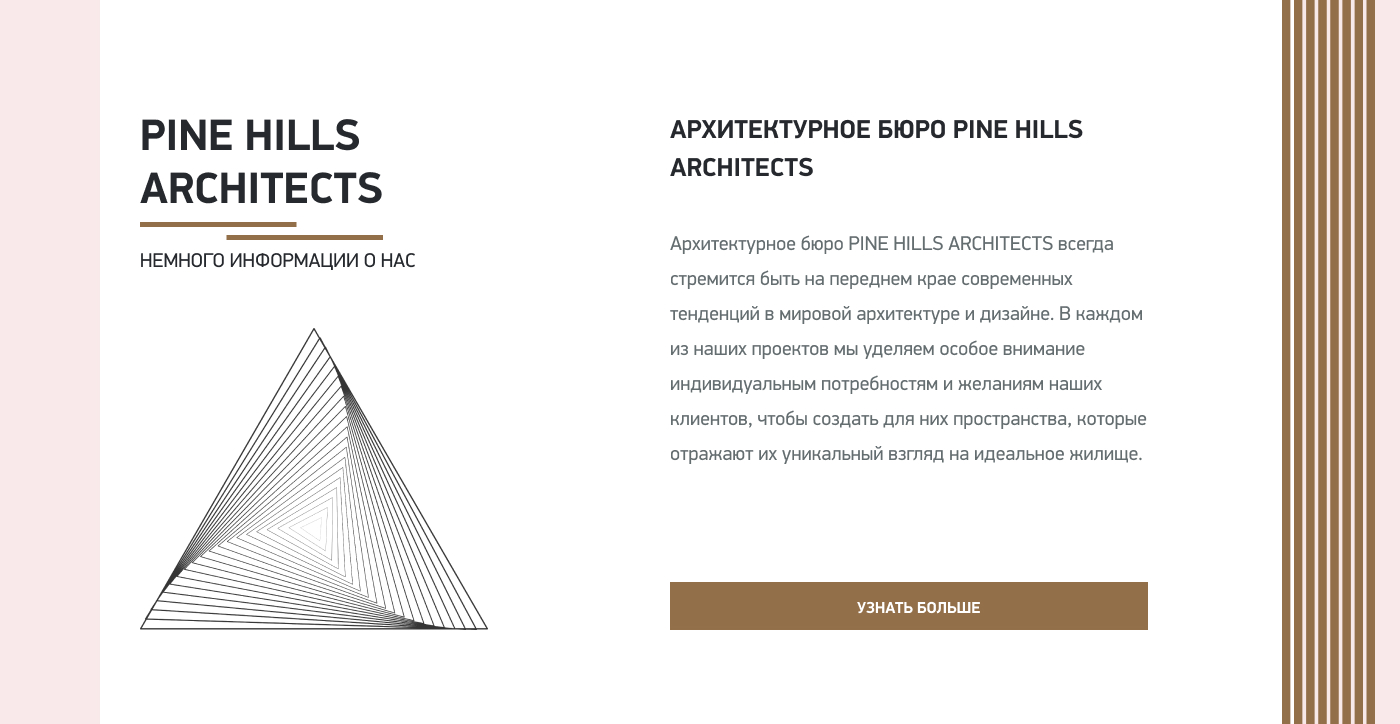 PINE HILLS
ARCHITECTS
НЕМНОГО ИНФОРМАЦИИ О НАС
АРХИТЕКТУРНОЕ БЮРО PINE HILLS
ARCHITECTS
Архитектурное бюро PINE HILLS ARCHITECTS всегда
стремится быть на переднем крае современных
тенденций в мировой архитектуре и дизайне. В каждом
из наших проектов мы уделяем особое внимание
индивидуальным потребностям и желаниям наших
клиентов, чтобы создать для них пространства, которые
отражают их уникальный взгляд на идеальное жилище.
УЗНАТЬ БОЛЬШЕ